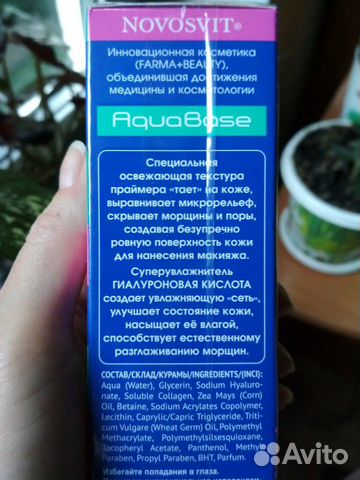 NOVOSVIT®
Инновационная косметика
(FARMA+BEAUTY),
объединившая достижения
медицины и косметологии
AquaBase
Специальная
освежающая текстура
праймера «тает» на коже,
выравнивает микрорельеф,
скрывает морщины и поры,
создавая безупречно
ровную поверхность кожи
для нанесения макияжа.
Суперувлажнитель
ГИАЛУРОНОВАЯ КИСЛОТА
создает увлажняющую «сеть»,
улучшает состояние кожи,
насыщает её влагой,
способствует естественному
разглаживанию морщин.
СОСТАВ/СКЛАД/КУРАМЫ/INGREDIENTS/(INCI):
Aqua (Water), Glycerin, Sodium Hyaluro-
nate, Soluble Collagen, Zea Mays (Corn)
Oil, Betaine, Sodium Acrylates Copolymer,
Lecithin, Caprylic/Capric Triglyceride, Triti-
cum Vulgare (Wheat Germ) Oil, Polymethyl
Methacrylate, Polymethylsilsesquioxane,
Tocopheryl Acetate, Panthenol, Methyl
Paraben, Propyl Paraben, BHT, Parfum.
Избегайте попадания в глаза.
Avito